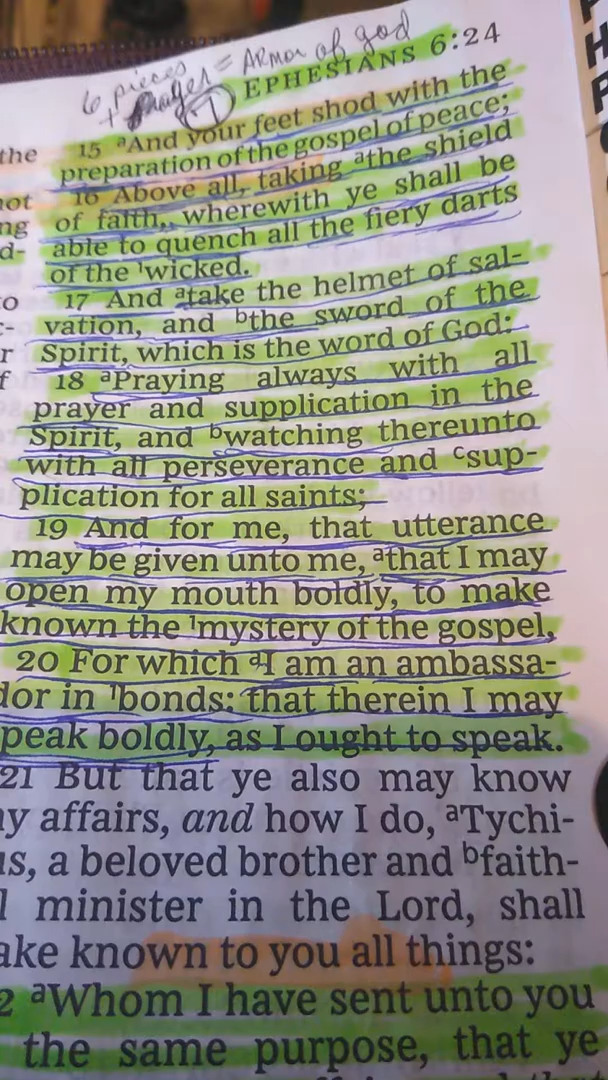 6 pieces
+ Prayer = Armor of god
7
EPHESIANS 6:24
the
not
ng
d-
to
r
f
15 aAnd your feet shod with the
preparation of the gospel of peace;
16 Above all, taking athe shield
of faith, wherewith ye shall be
able to quench all the fiery darts
of the 1wicked.
17 And atake the helmet of sal-
vation, and bthe sword of the
Spirit, which is the word of God:
18 aPraying always with all
prayer and supplication in the
Spirit, and bwatching thereunto
with all perseverance and csup-
plication for all saints;
19 And for me, that utterance
may be given unto me, athat I may
open my mouth boldly, to make
known the 1mystery of the gospel,
20 For which aI am an ambassa-
dor in 1bonds: that therein I may
peak boldly, as I ought to speak.
21 But that ye also may know
y affairs, and how I do, aTychi-
us, a beloved brother and bfaith-
l minister in the Lord, shall
ake known to you all things:
2 aWhom I have sent unto you
the same purpose, that ye